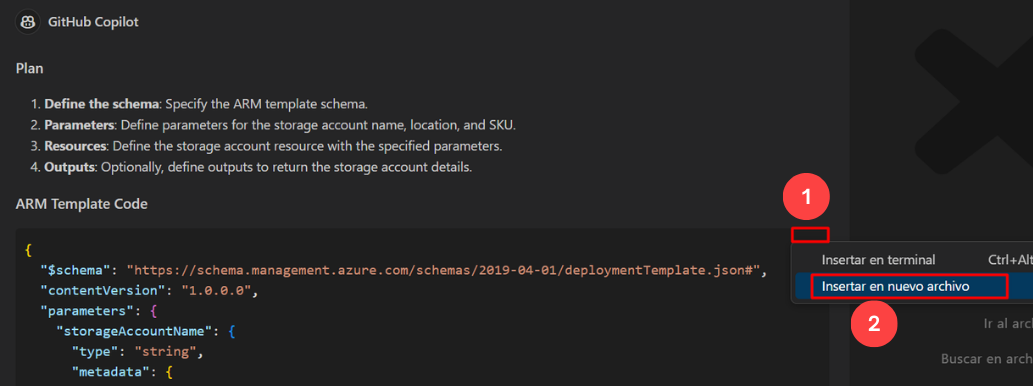 GitHub Copilot
Plan
1. Define the schema: Specify the ARM template schema.
2. Parameters: Define parameters for the storage account name, location, and SKU.
3. Resources: Define the storage account resource with the specified parameters.
4. Outputs: Optionally, define outputs to return the storage account details.
ARM Template Code
1
{
"$schema": "https://schema.management.azure.com/schemas/2019-04-01/deploymentTemplate.json#",
"contentVersion": "1.0.0.0",
"parameters": {
"storageAccountName": {
"type": "string",
"metadata": {
Insertar en terminal Ctrl+Alt
Insertar en nuevo archivo
2
Ir al arc
Buscar en arch